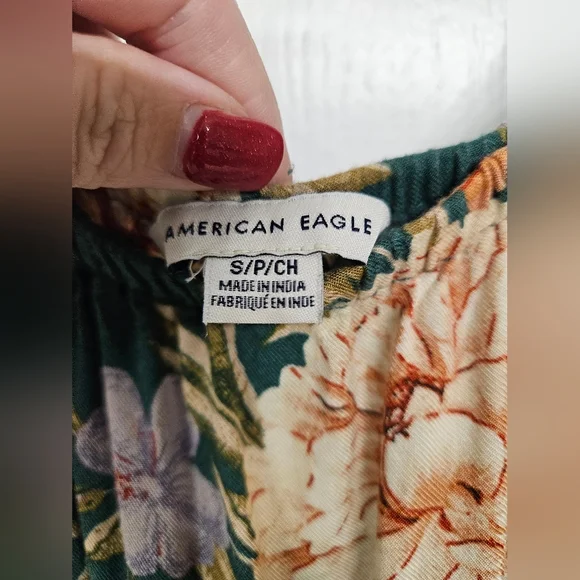 AMERICAN EAGLE
S/P/CH
MADE IN INDIA
FABRIQUÉ EN INDE